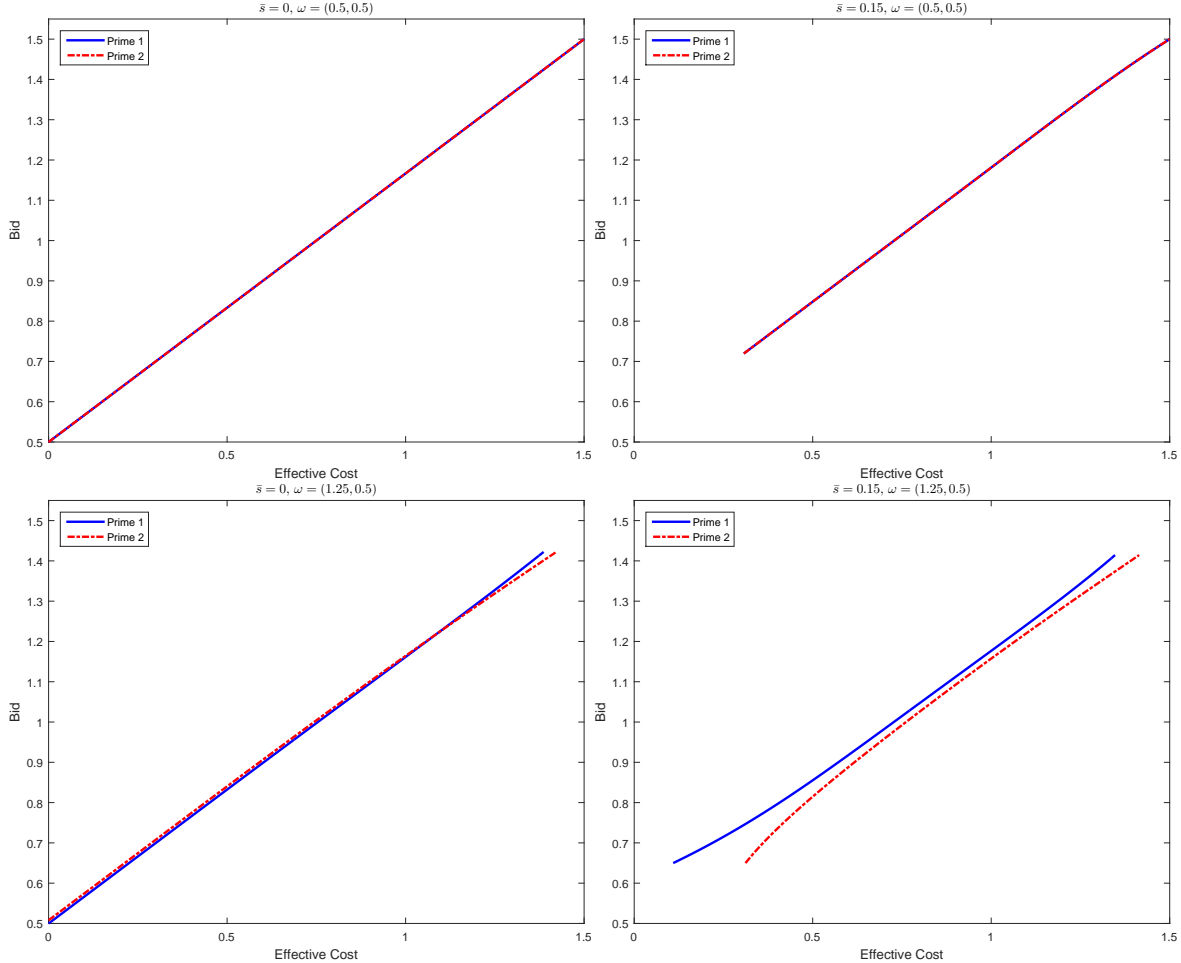 s̄ = 0, ω = (0.5, 0.5)
Prime 1
Prime 2
1.5
1.4
1.3
1.2
1.1
1
0.9
0.8
0.7
0.6
0.5
Bid
0 0.5 1 1.5
Effective Cost
s̄ = 0.15, ω = (0.5, 0.5)
Prime 1
Prime 2
1.5
1.4
1.3
1.2
1.1
1
0.9
0.8
0.7
0.6
0.5
Bid
0 0.5 1 1.5
Effective Cost
s̄ = 0, ω = (1.25, 0.5)
Prime 1
Prime 2
1.5
1.4
1.3
1.2
1.1
1
0.9
0.8
0.7
0.6
0.5
Bid
0 0.5 1 1.5
Effective Cost
s̄ = 0.15, ω = (1.25, 0.5)
Prime 1
Prime 2
1.5
1.4
1.3
1.2
1.1
1
0.9
0.8
0.7
0.6
0.5
Bid
0 0.5 1 1.5
Effective Cost